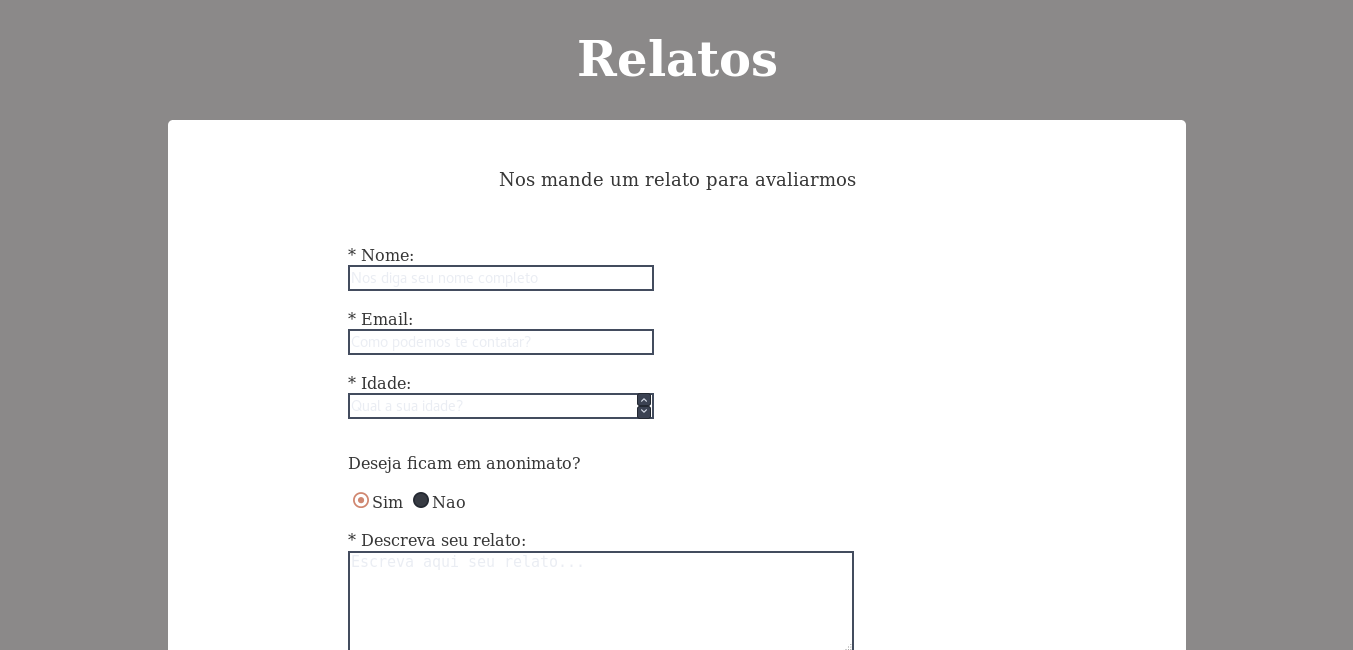 Relatos
Nos mande um relato para avaliarmos
* Nome:
Nos diga seu nome completo
* Email:
Como podemos te contatar?
* Idade:
Qual a sua idade?
Deseja ficam em anonimato?
Sim Nao
* Descreva seu relato:
Escreva aqui seu relato...